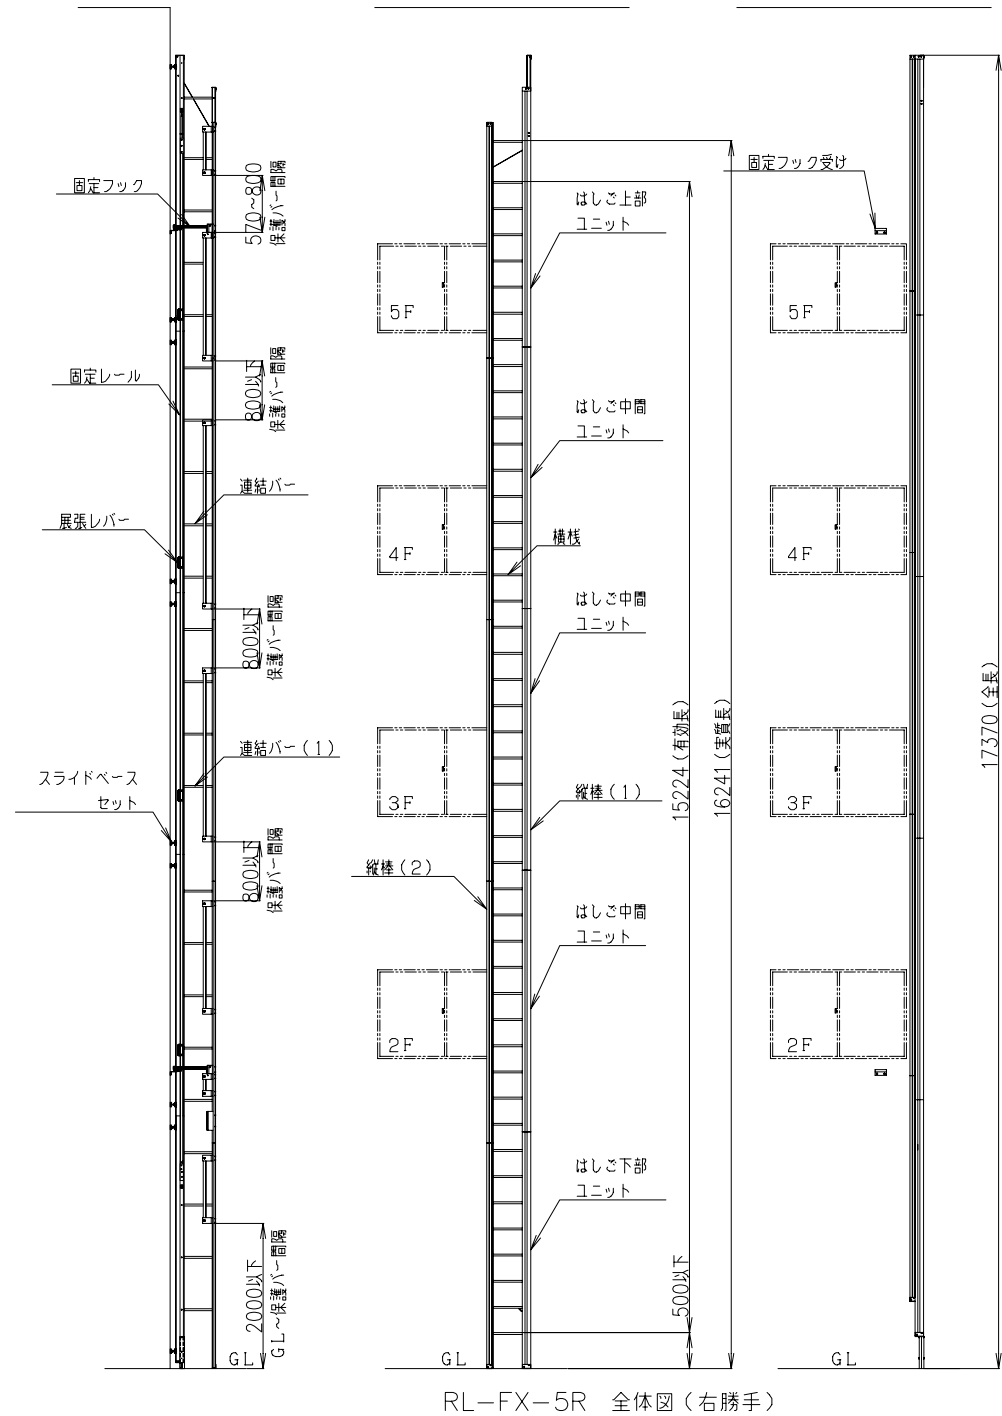 固定フック
570~800
保護バー間隔
固定レール
800以下
保護バー間隔
連結バー
展張レバー
800以下
保護バー間隔
連結バー(1)
スライドベース
セット
800以下
保護バー間隔
2000以下
GL~保護バー間隔
GL
はしご上部
ユニット
5F
はしご中間
ユニット
横桟
4F
はしご中間
ユニット
3F
縦棒(1)
縦棒(2)
はしご中間
ユニット
2F
はしご下部
ユニット
15224(有効長)
16241(実質長)
500以下
GL
固定フック受け
5F
4F
3F
2F
17370(全長)
GL
RL-FX-5R 全体図(右勝手)